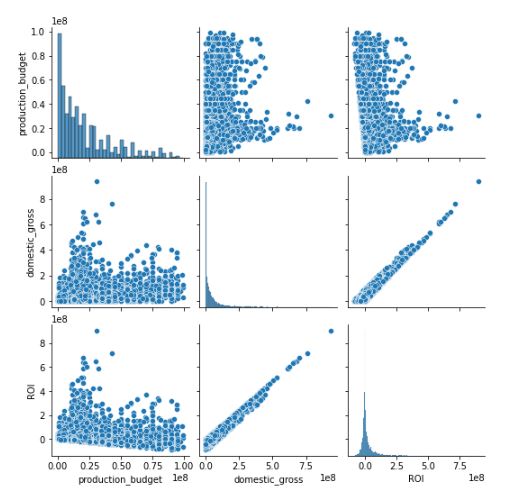 1e8
1.0
0.8
0.6
0.4
0.2
0.0
production_budget
1e8
8
6
4
2
0
domestic_gross
1e8
8
6
4
2
0
ROI
0.00 0.25 0.50 0.75 1.00
1e8
production_budget
0.0 2.5 5.0 7.5
1e8
domestic_gross
0.0 2.5 5.0 7.5
1e8
ROI